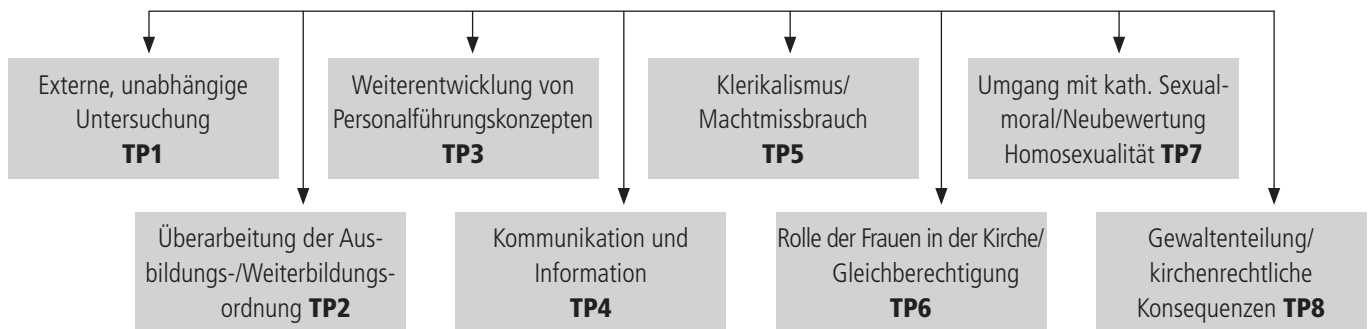 Externe, unabhängige
Untersuchung
TP1
Weiterentwicklung von
Personalführungskonzepten
TP3
Klerikalismus/
Machtmissbrauch
TP5
Umgang mit kath. Sexual-
moral/Neubewertung
Homosexualität TP7
Überarbeitung der Aus-
bildungs-/Weiterbildungs-
ordnung TP2
Kommunikation und
Information
TP4
Rolle der Frauen in der Kirche/
Gleichberechtigung
TP6
Gewaltenteilung/
kirchenrechtliche
Konsequenzen TP8